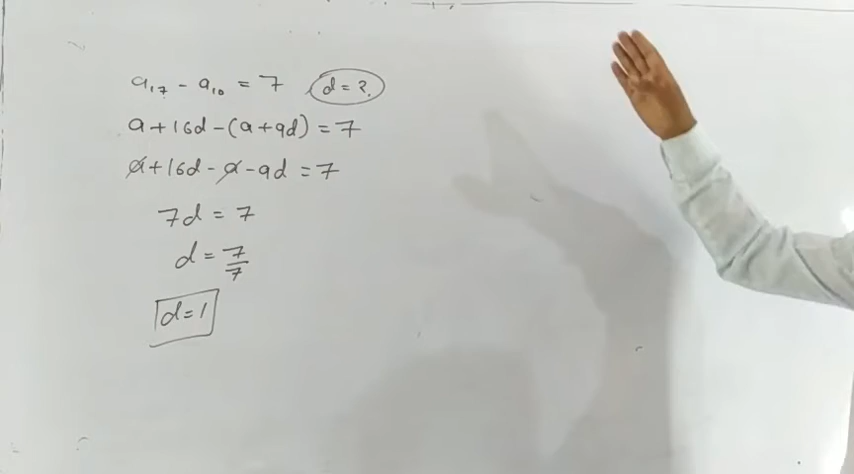 a₁₇ - a₁₀ = 7 d = ?
a + 16d - (a + 9d) = 7
a + 16d - a - 9d = 7
7d = 7
d = 7/7
d = 1